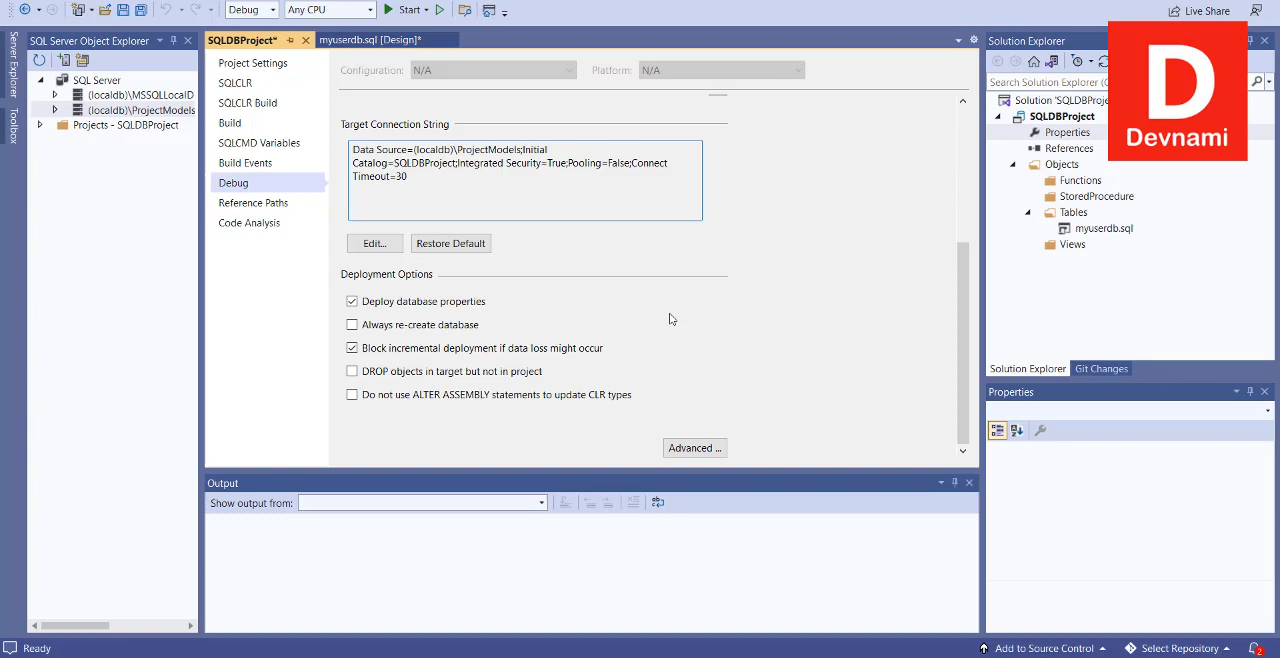 Debug
Any CPU
Start
Live Share
Server Explorer
Toolbox
SQL Server Object Explorer
SQL Server
(localdb)\MSSQLLocalD
(localdb)\ProjectModels
Projects - SQLDBProject
SQLDBProject*
myuserdb.sql [Design]*
Project Settings
SQLCLR
SQLCLR Build
Build
SQLCMD Variables
Build Events
Debug
Reference Paths
Code Analysis
Configuration: N/A
Platform: N/A
Target Connection String
Data Source=(localdb)\ProjectModels;Initial
Catalog=SQLDBProject;Integrated Security=True;Pooling=False;Connect
Timeout=30
Edit...
Restore Default
Deployment Options
Deploy database properties
Always re-create database
Block incremental deployment if data loss might occur
DROP objects in target but not in project
Do not use ALTER ASSEMBLY statements to update CLR types
Advanced ...
Output
Show output from:
Solution Explorer
Search Solution Explorer (C
Solution 'SQLDBProje
SQLDBProject
Properties
References
Objects
Functions
StoredProcedure
Tables
myuserdb.sql
Views
Solution Explorer
Git Changes
Properties
D
Devnami
Ready
Add to Source Control
Select Repository
2